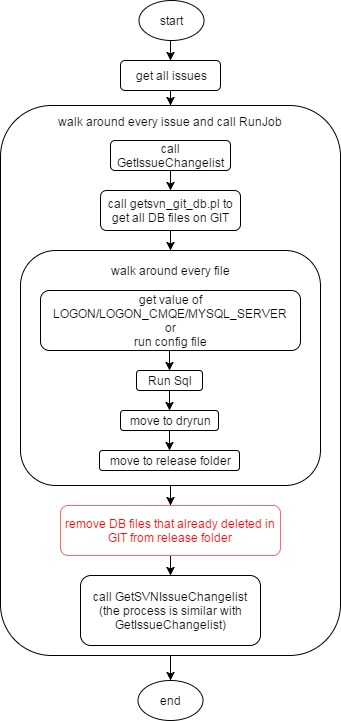 start
get all issues
walk around every issue and call RunJob
call
GetIssueChangelist
call getsvn_git_db.pl to
get all DB files on GIT
walk around every file
get value of
LOGON/LOGON_CMQE/MYSQL_SERVER
or
run config file
Run Sql
move to dryrun
move to release folder
remove DB files that already deleted in
GIT from release folder
call GetSVNIssueChangelist
(the process is similar with
GetIssueChangelist)
end